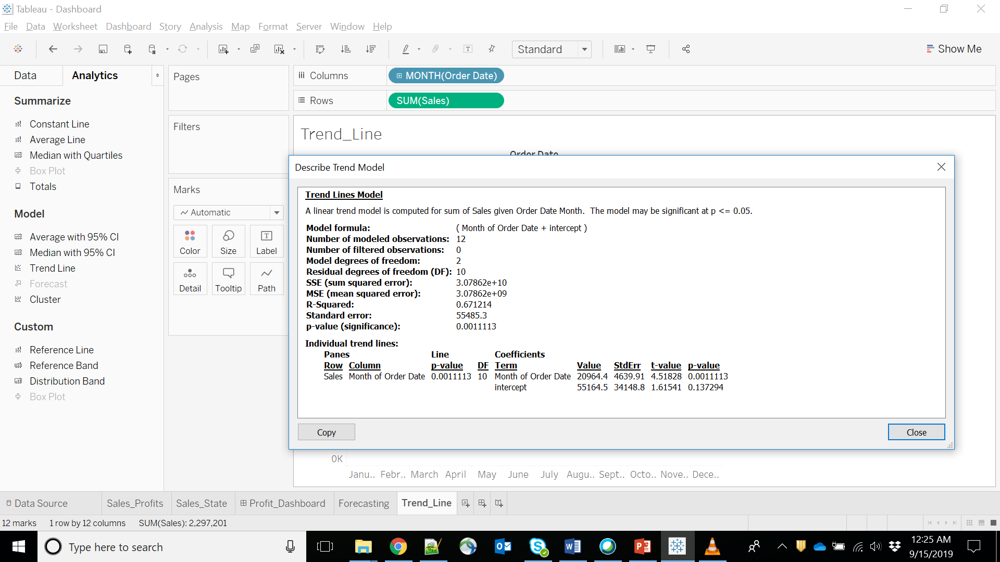 Tableau - Dashboard
File Data Worksheet Dashboard Story Analysis Map Format Server Window Help
Standard
Show Me
Data Analytics
Summarize
Constant Line
Average Line
Median with Quartiles
Box Plot
Totals
Model
Average with 95% CI
Median with 95% CI
Trend Line
Forecast
Cluster
Custom
Reference Line
Reference Band
Distribution Band
Box Plot
Pages
Filters
Marks
Automatic
Color Size Label
Detail Tooltip Path
Columns MONTH(Order Date)
Rows SUM(Sales)
Trend_Line
Order Date
Describe Trend Model
Trend Lines Model
A linear trend model is computed for sum of Sales given Order Date Month. The model may be significant at p <= 0.05.
Model formula: ( Month of Order Date + intercept )
Number of modeled observations: 12
Number of filtered observations: 0
Model degrees of freedom: 2
Residual degrees of freedom (DF): 10
SSE (sum squared error): 3.07862e+10
MSE (mean squared error): 3.07862e+09
R-Squared: 0.671214
Standard error: 55485.3
p-value (significance): 0.0011113
Individual trend lines:
Panes Line Coefficients
Row Column p-value DF Term Value StdErr t-value p-value
Sales Month of Order Date 0.0011113 10 Month of Order Date 20964.4 4639.91 4.51828 0.0011113
intercept 55164.5 34148.8 1.61541 0.137294
Copy Close
0K
Janu.. Febr.. March April May June July Augu.. Sept.. Octo.. Nove.. Dece..
Data Source Sales_Profits Sales_State Profit_Dashboard Forecasting Trend_Line
12 marks 1 row by 12 columns SUM(Sales): 2,297,201
Type here to search
12:25 AM
9/15/2019